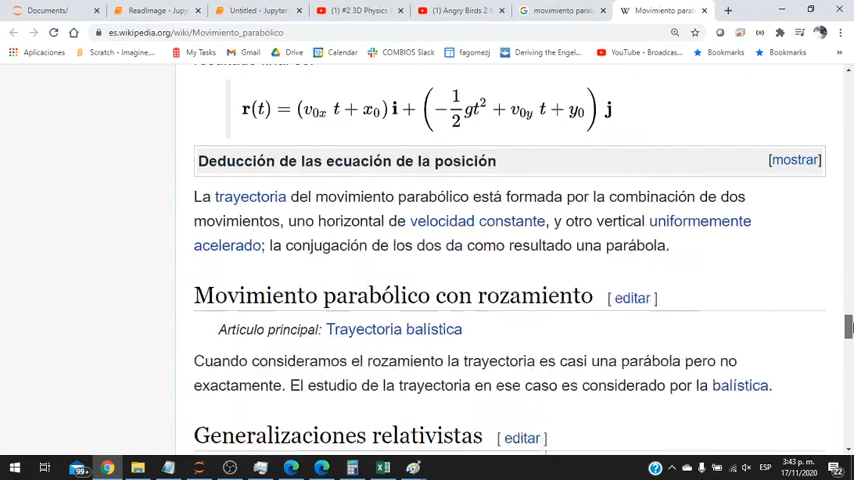 Documents/
ReadImage - Jupy
Untitled - Jupyter
(1) #2 3D Physics
(1) Angry Birds 2
movimiento parab
Movimiento parab
es.wikipedia.org/wiki/Movimiento_parabólico
Aplicaciones
Scratch - Imagine,...
My Tasks
Gmail
Drive
Calendar
COMBIOS Slack
fagomezj
Deriving the Engel...
YouTube - Broadcas...
Bookmarks
Bookmarks
r(t) = (v0x t + x0) i + (−1/2 gt² + v0y t + y0) j
Deducción de las ecuación de la posición [mostrar]
La trayectoria del movimiento parabólico está formada por la combinación de dos
movimientos, uno horizontal de velocidad constante, y otro vertical uniformemente
acelerado; la conjugación de los dos da como resultado una parábola.
Movimiento parabólico con rozamiento [ editar ]
Artículo principal: Trayectoria balística
Cuando consideramos el rozamiento la trayectoria es casi una parábola pero no
exactamente. El estudio de la trayectoria en ese caso es considerado por la balística.
Generalizaciones relativistas [ editar ]
99+
ESP
3:43 p. m.
17/11/2020
22